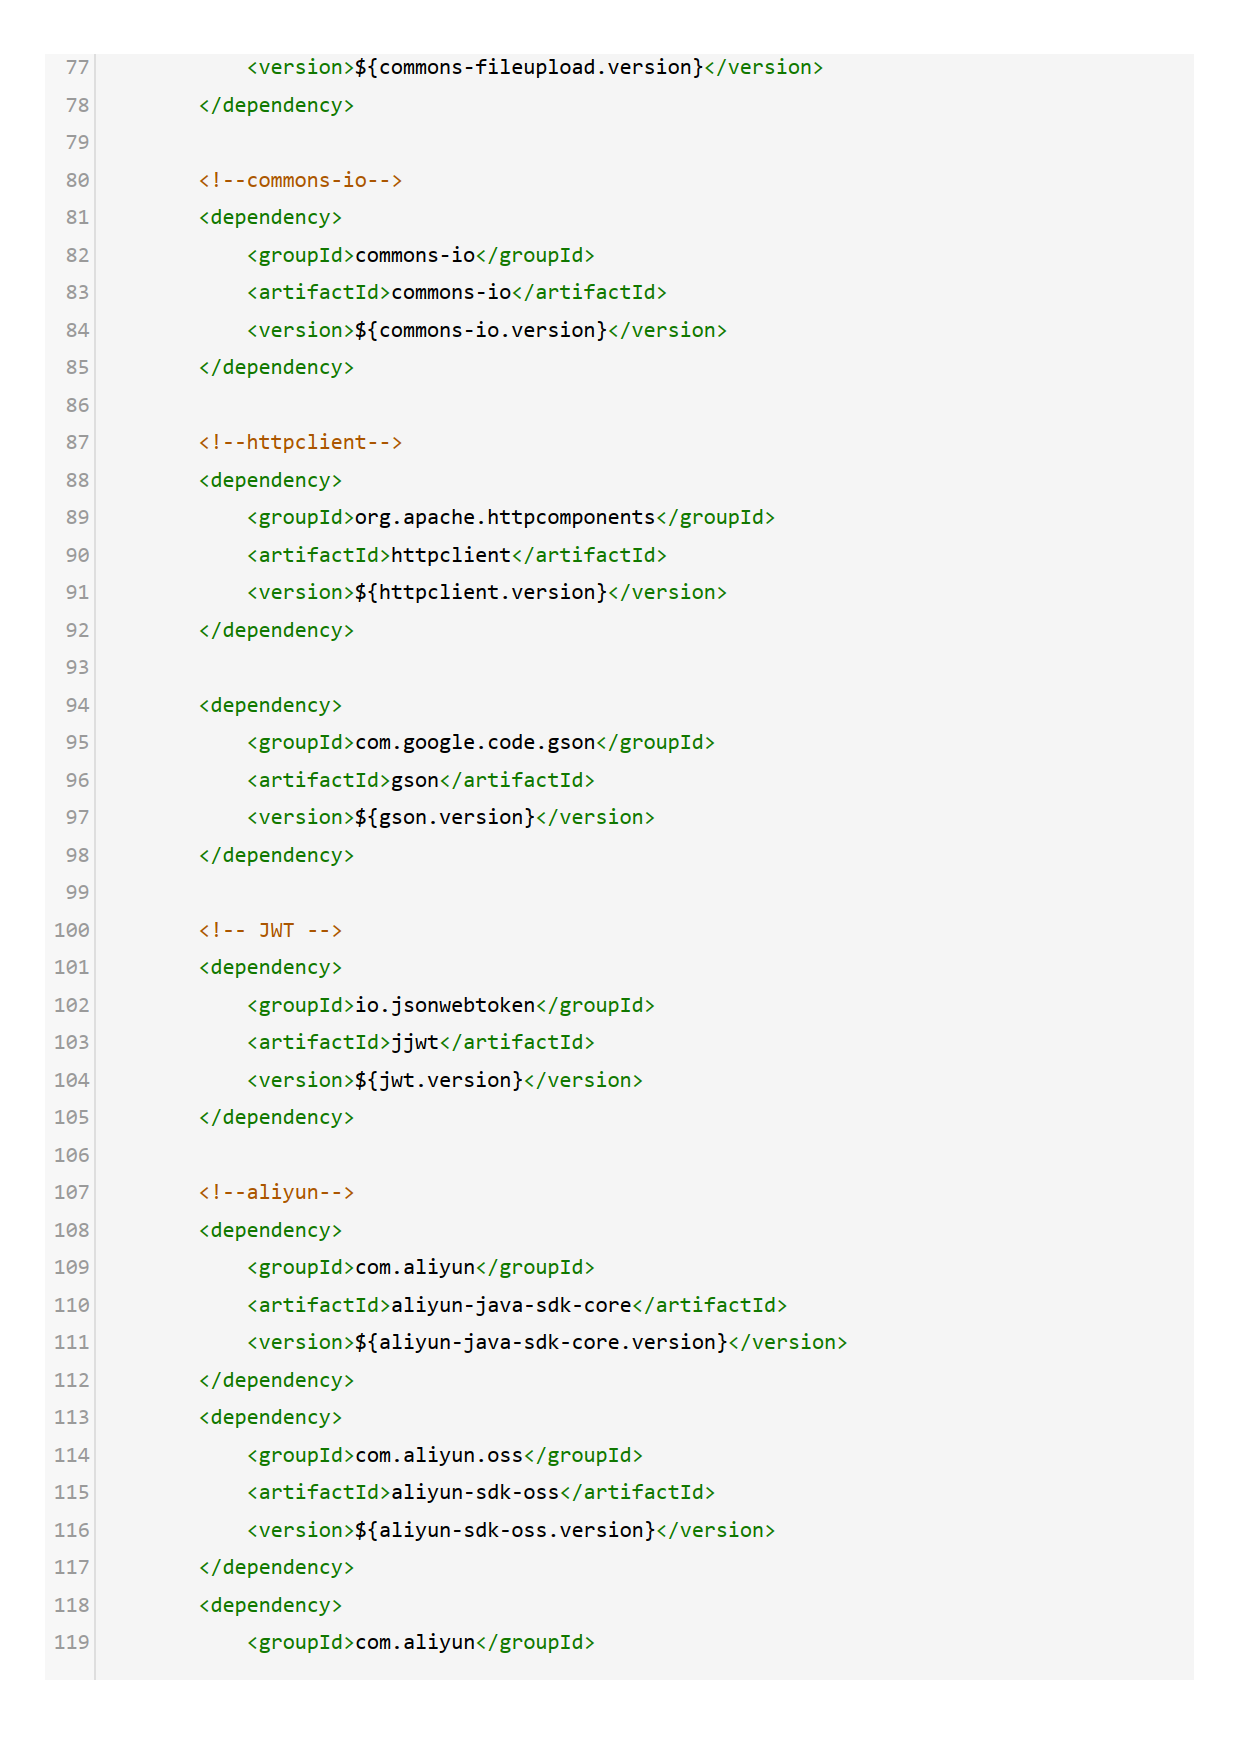 77 <version>${commons-fileupload.version}</version>
78 </dependency>
79
80 <!--commons-io-->
81 <dependency>
82 <groupId>commons-io</groupId>
83 <artifactId>commons-io</artifactId>
84 <version>${commons-io.version}</version>
85 </dependency>
86
87 <!--httpclient-->
88 <dependency>
89 <groupId>org.apache.httpcomponents</groupId>
90 <artifactId>httpclient</artifactId>
91 <version>${httpclient.version}</version>
92 </dependency>
93
94 <dependency>
95 <groupId>com.google.code.gson</groupId>
96 <artifactId>gson</artifactId>
97 <version>${gson.version}</version>
98 </dependency>
99
100 <!-- JWT -->
101 <dependency>
102 <groupId>io.jsonwebtoken</groupId>
103 <artifactId>jjwt</artifactId>
104 <version>${jwt.version}</version>
105 </dependency>
106
107 <!--aliyun-->
108 <dependency>
109 <groupId>com.aliyun</groupId>
110 <artifactId>aliyun-java-sdk-core</artifactId>
111 <version>${aliyun-java-sdk-core.version}</version>
112 </dependency>
113 <dependency>
114 <groupId>com.aliyun.oss</groupId>
115 <artifactId>aliyun-sdk-oss</artifactId>
116 <version>${aliyun-sdk-oss.version}</version>
117 </dependency>
118 <dependency>
119 <groupId>com.aliyun</groupId>